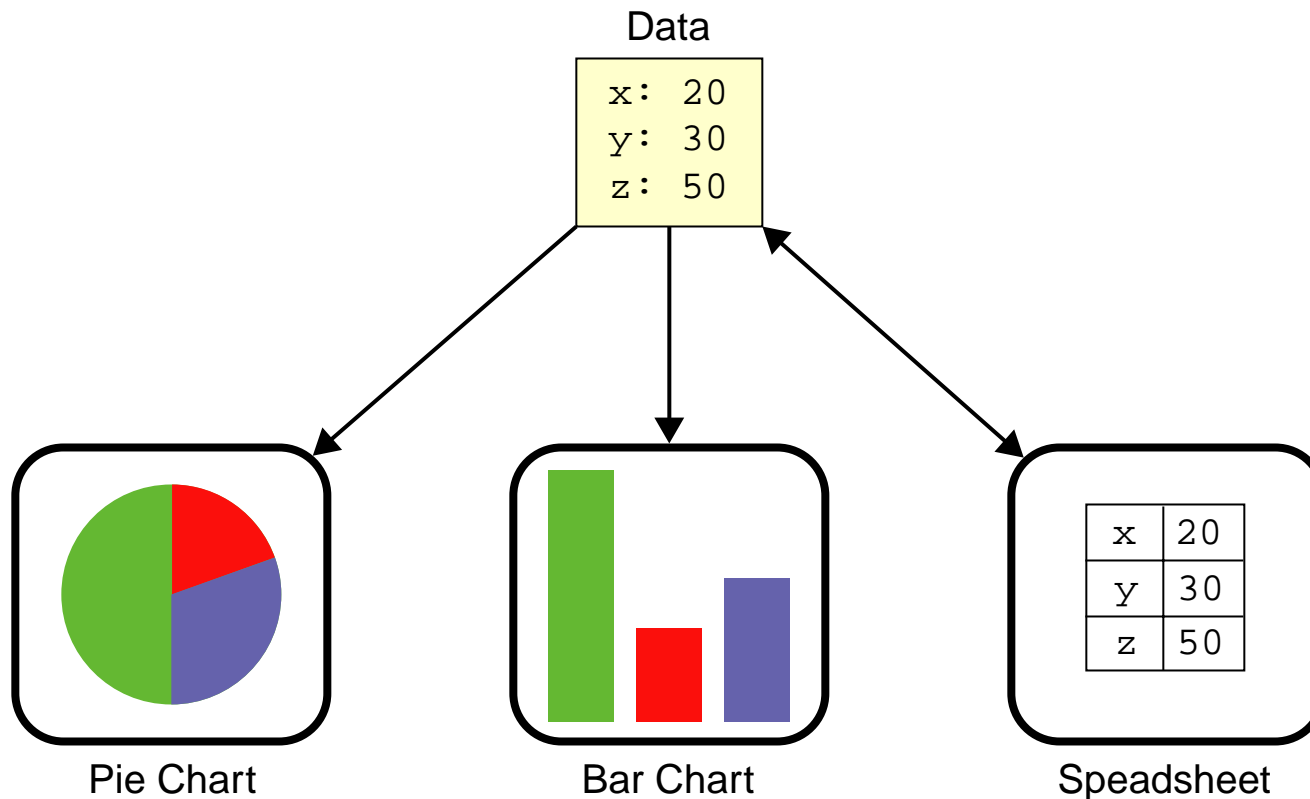 Data
x: 20
y: 30
z: 50
x 20
y 30
z 50
Pie Chart
Bar Chart
Speadsheet